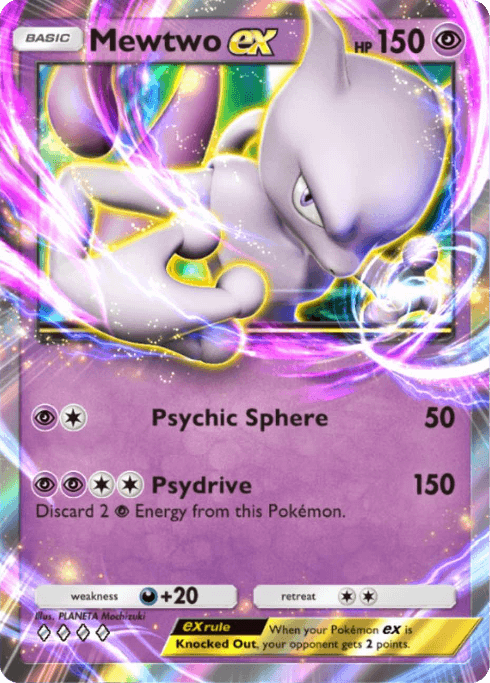 BASIC Mewtwo ex HP 150
Psychic Sphere 50
Psydrive 150
Discard 2 Energy from this Pokémon.
weakness +20 retreat
Illus. PLANETA Mochizuki
ex rule When your Pokémon ex is
Knocked Out, your opponent gets 2 points.